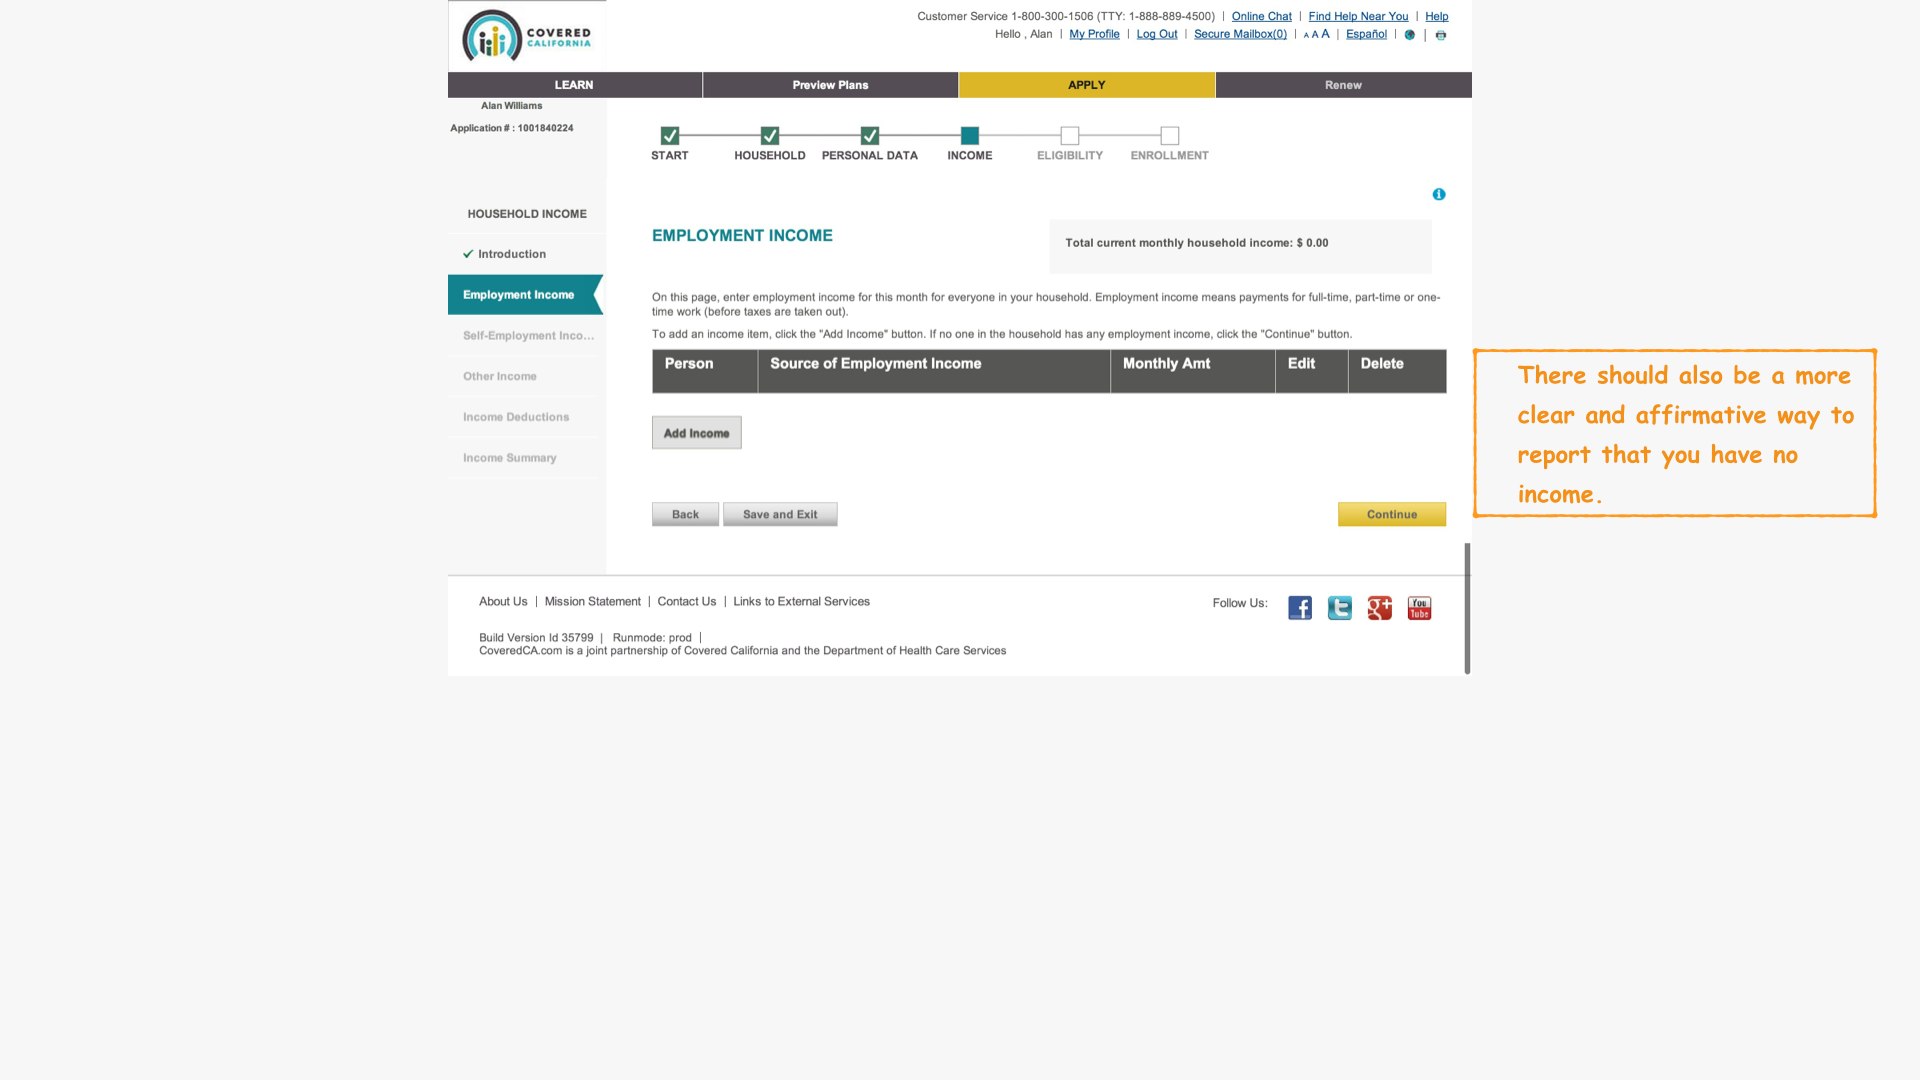 COVERED
CALIFORNIA
Customer Service 1-800-300-1506 (TTY: 1-888-889-4500) | Online Chat | Find Help Near You | Help
Hello , Alan | My Profile | Log Out | Secure Mailbox(0) | A A A | Español | |
LEARN Preview Plans APPLY Renew
Alan Williams
Application # : 1001840224
START HOUSEHOLD PERSONAL DATA INCOME ELIGIBILITY ENROLLMENT
HOUSEHOLD INCOME
Introduction
Employment Income
Self-Employment Inco...
Other Income
Income Deductions
Income Summary
EMPLOYMENT INCOME
Total current monthly household income: $ 0.00
On this page, enter employment income for this month for everyone in your household. Employment income means payments for full-time, part-time or one-
time work (before taxes are taken out).
To add an income item, click the "Add Income" button. If no one in the household has any employment income, click the "Continue" button.
Person Source of Employment Income Monthly Amt Edit Delete
Add Income
Back Save and Exit Continue
There should also be a more
clear and affirmative way to
report that you have no
income.
About Us | Mission Statement | Contact Us | Links to External Services
Follow Us:
f t g+ You Tube
Build Version Id 35799 | Runmode: prod |
CoveredCA.com is a joint partnership of Covered California and the Department of Health Care Services